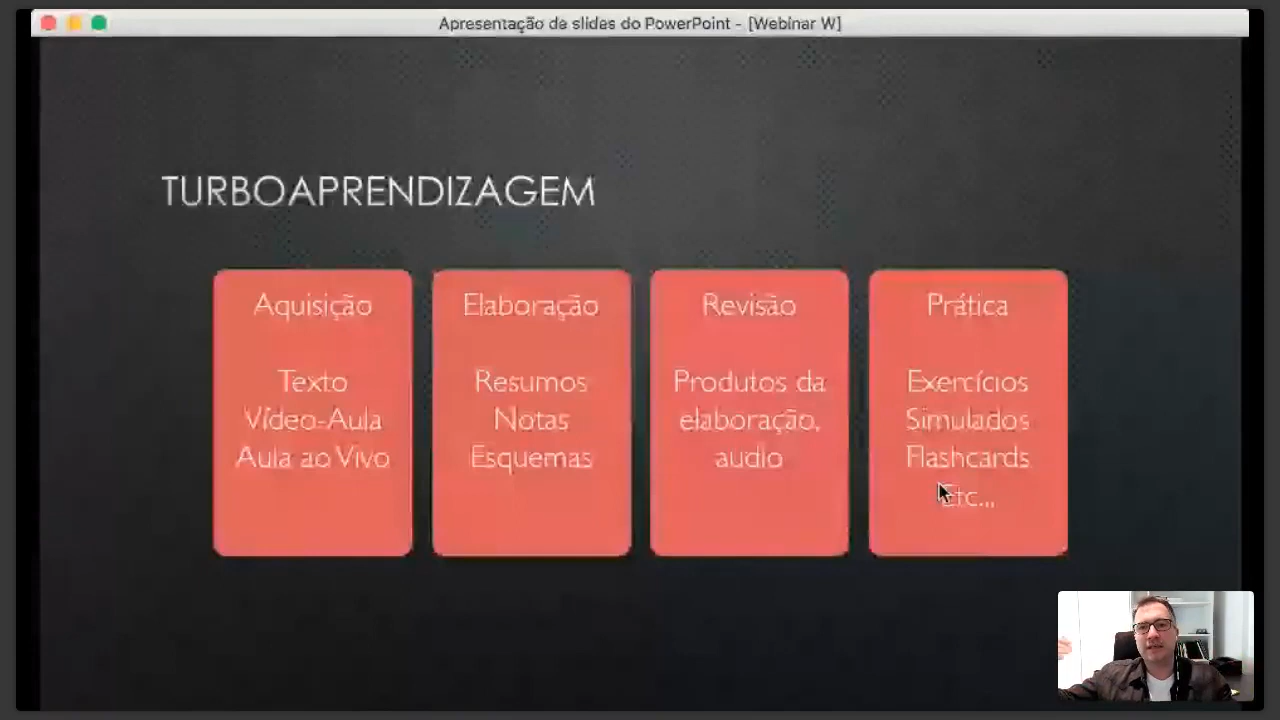 Apresentação de slides do PowerPoint - [Webinar W]
TURBOAPRENDIZAGEM
Aquisição
Texto
Vídeo-Aula
Aula ao Vivo
Elaboração
Resumos
Notas
Esquemas
Revisão
Produtos da
elaboração,
audio
Prática
Exercícios
Simulados
Flashcards
Etc...